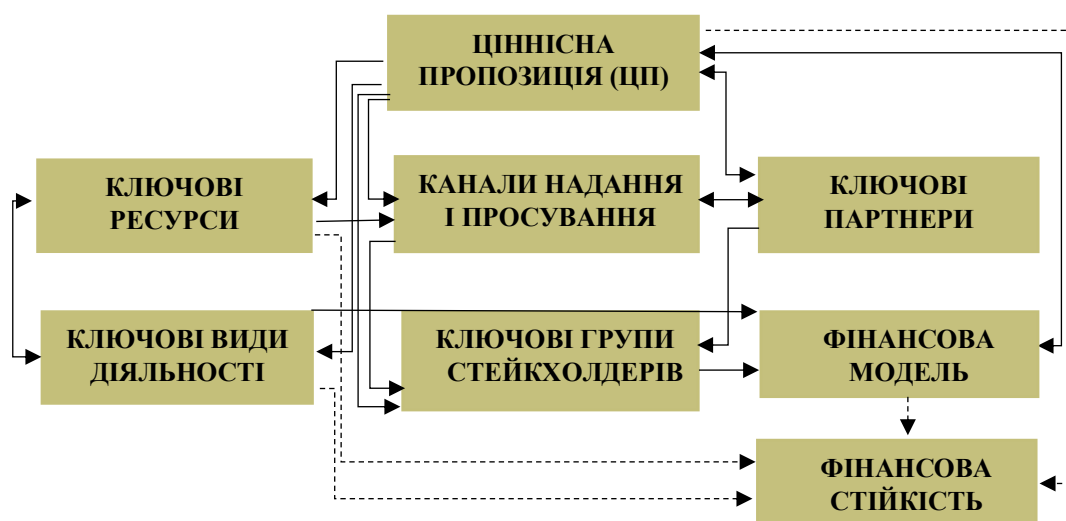 ЦІННІСНА
ПРОПОЗИЦІЯ (ЦП)
КЛЮЧОВІ
РЕСУРСИ
КАНАЛИ НАДАННЯ
І ПРОСУВАННЯ
КЛЮЧОВІ
ПАРТНЕРИ
КЛЮЧОВІ ВИДИ
ДІЯЛЬНОСТІ
КЛЮЧОВІ ГРУПИ
СТЕЙКХОЛДЕРІВ
ФІНАНСОВА
МОДЕЛЬ
ФІНАНСОВА
СТІЙКІСТЬ